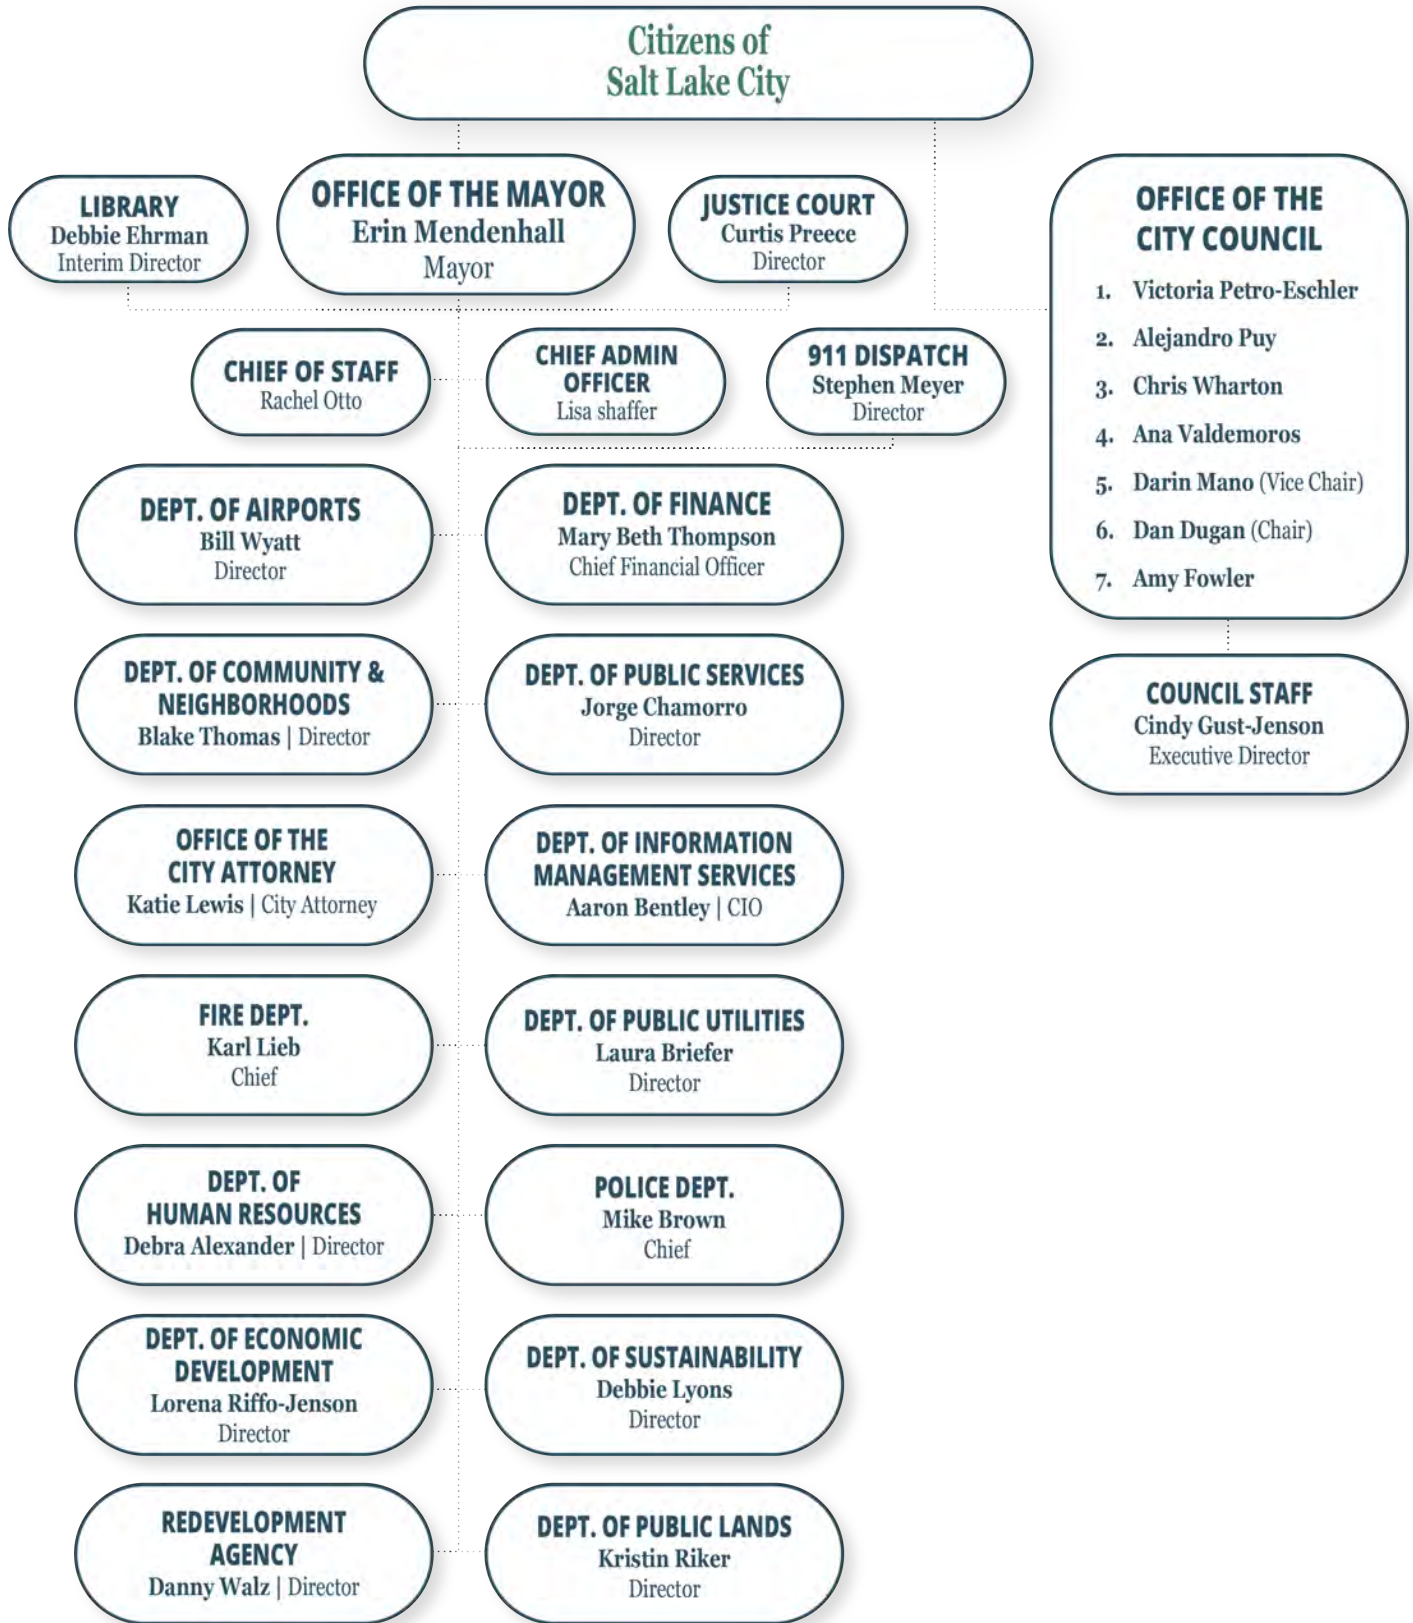 Citizens of
Salt Lake City
LIBRARY
Debbie Ehrman
Interim Director
OFFICE OF THE MAYOR
Erin Mendenhall
Mayor
JUSTICE COURT
Curtis Preece
Director
OFFICE OF THE
CITY COUNCIL
1. Victoria Petro-Eschler
2. Alejandro Puy
3. Chris Wharton
4. Ana Valdemoros
5. Darin Mano (Vice Chair)
6. Dan Dugan (Chair)
7. Amy Fowler
COUNCIL STAFF
Cindy Gust-Jenson
Executive Director
CHIEF OF STAFF
Rachel Otto
CHIEF ADMIN
OFFICER
Lisa shaffer
911 DISPATCH
Stephen Meyer
Director
DEPT. OF AIRPORTS
Bill Wyatt
Director
DEPT. OF FINANCE
Mary Beth Thompson
Chief Financial Officer
DEPT. OF COMMUNITY &
NEIGHBORHOODS
Blake Thomas | Director
DEPT. OF PUBLIC SERVICES
Jorge Chamorro
Director
OFFICE OF THE
CITY ATTORNEY
Katie Lewis | City Attorney
DEPT. OF INFORMATION
MANAGEMENT SERVICES
Aaron Bentley | CIO
FIRE DEPT.
Karl Lieb
Chief
DEPT. OF PUBLIC UTILITIES
Laura Briefer
Director
DEPT. OF
HUMAN RESOURCES
Debra Alexander | Director
POLICE DEPT.
Mike Brown
Chief
DEPT. OF ECONOMIC
DEVELOPMENT
Lorena Riffo-Jenson
Director
DEPT. OF SUSTAINABILITY
Debbie Lyons
Director
REDEVELOPMENT
AGENCY
Danny Walz | Director
DEPT. OF PUBLIC LANDS
Kristin Riker
Director